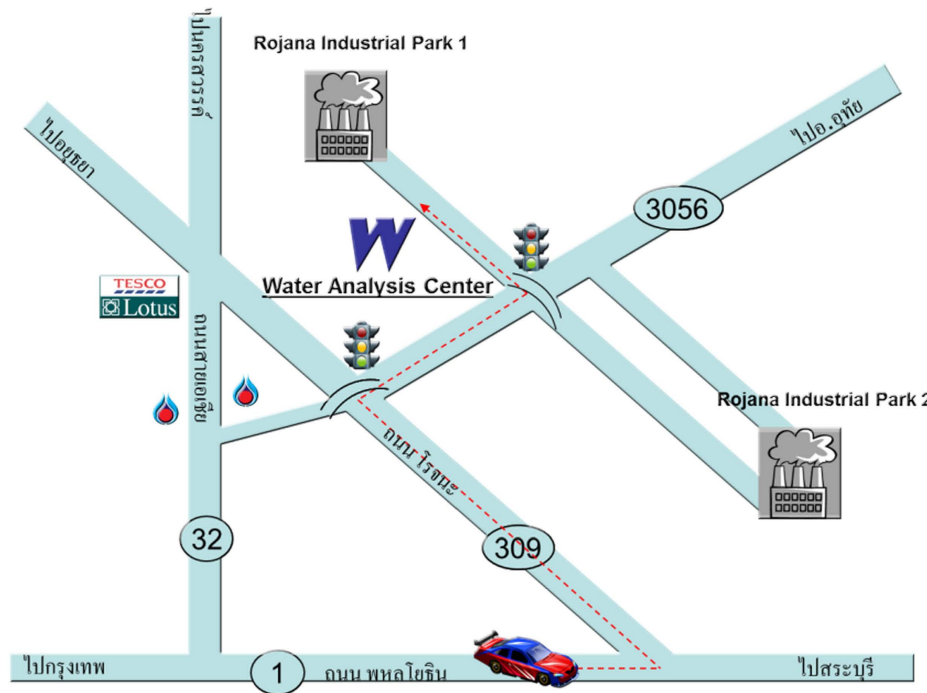 ไปนครสวรรค์
Rojana Industrial Park 1
ไปอยุธยา
ไปอ.อุทัย
3056
W
Water Analysis Center
TESCO
Lotus
ถนนสายเอเซีย
Rojana Industrial Park 2
ถนน โรจนะ
32
309
ไปกรุงเทพ
1
ถนน พหลโยธิน
ไปสระบุรี